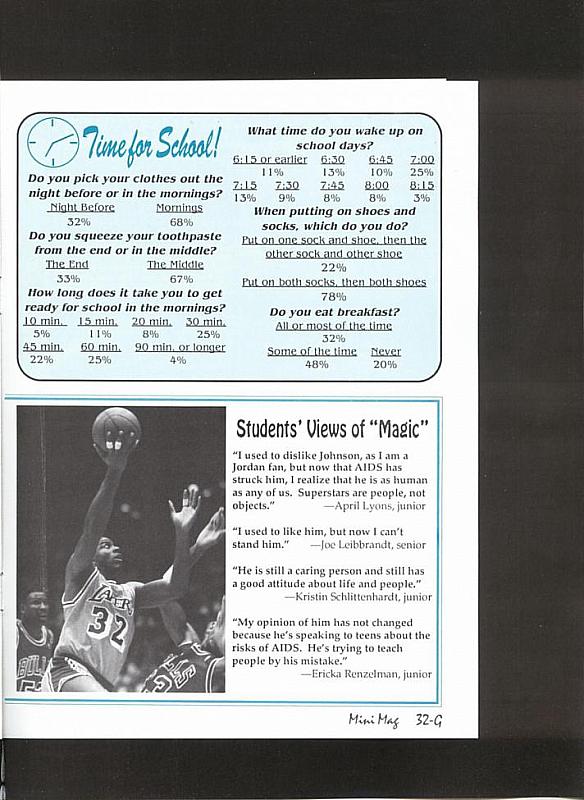 Time for School!
Do you pick your clothes out the
night before or in the mornings?
Night Before Mornings
32% 68%
Do you squeeze your toothpaste
from the end or in the middle?
The End The Middle
33% 67%
How long does it take you to get
ready for school in the mornings?
10 min. 15 min. 20 min. 30 min.
5% 11% 8% 25%
45 min. 60 min. 90 min. or longer
22% 25% 4%
What time do you wake up on
school days?
6:15 or earlier 6:30 6:45 7:00
11% 13% 10% 25%
7:15 7:30 7:45 8:00 8:15
13% 9% 8% 8% 3%
When putting on shoes and
socks, which do you do?
Put on one sock and shoe, then the
other sock and other shoe
22%
Put on both socks, then both shoes
78%
Do you eat breakfast?
All or most of the time
32%
Some of the time Never
48% 20%
LAKERS
32
BULLS
Students' Views of "Magic"
"I used to dislike Johnson, as I am a
Jordan fan, but now that AIDS has
struck him, I realize that he is as human
as any of us. Superstars are people, not
objects." —April Lyons, junior
"I used to like him, but now I can't
stand him." —Joe Leibbrandt, senior
"He is still a caring person and still has
a good attitude about life and people."
—Kristin Schlittenhardt, junior
"My opinion of him has not changed
because he's speaking to teens about the
risks of AIDS. He's trying to teach
people by his mistake."
—Ericka Renzelman, junior
Mini Mag 32-G